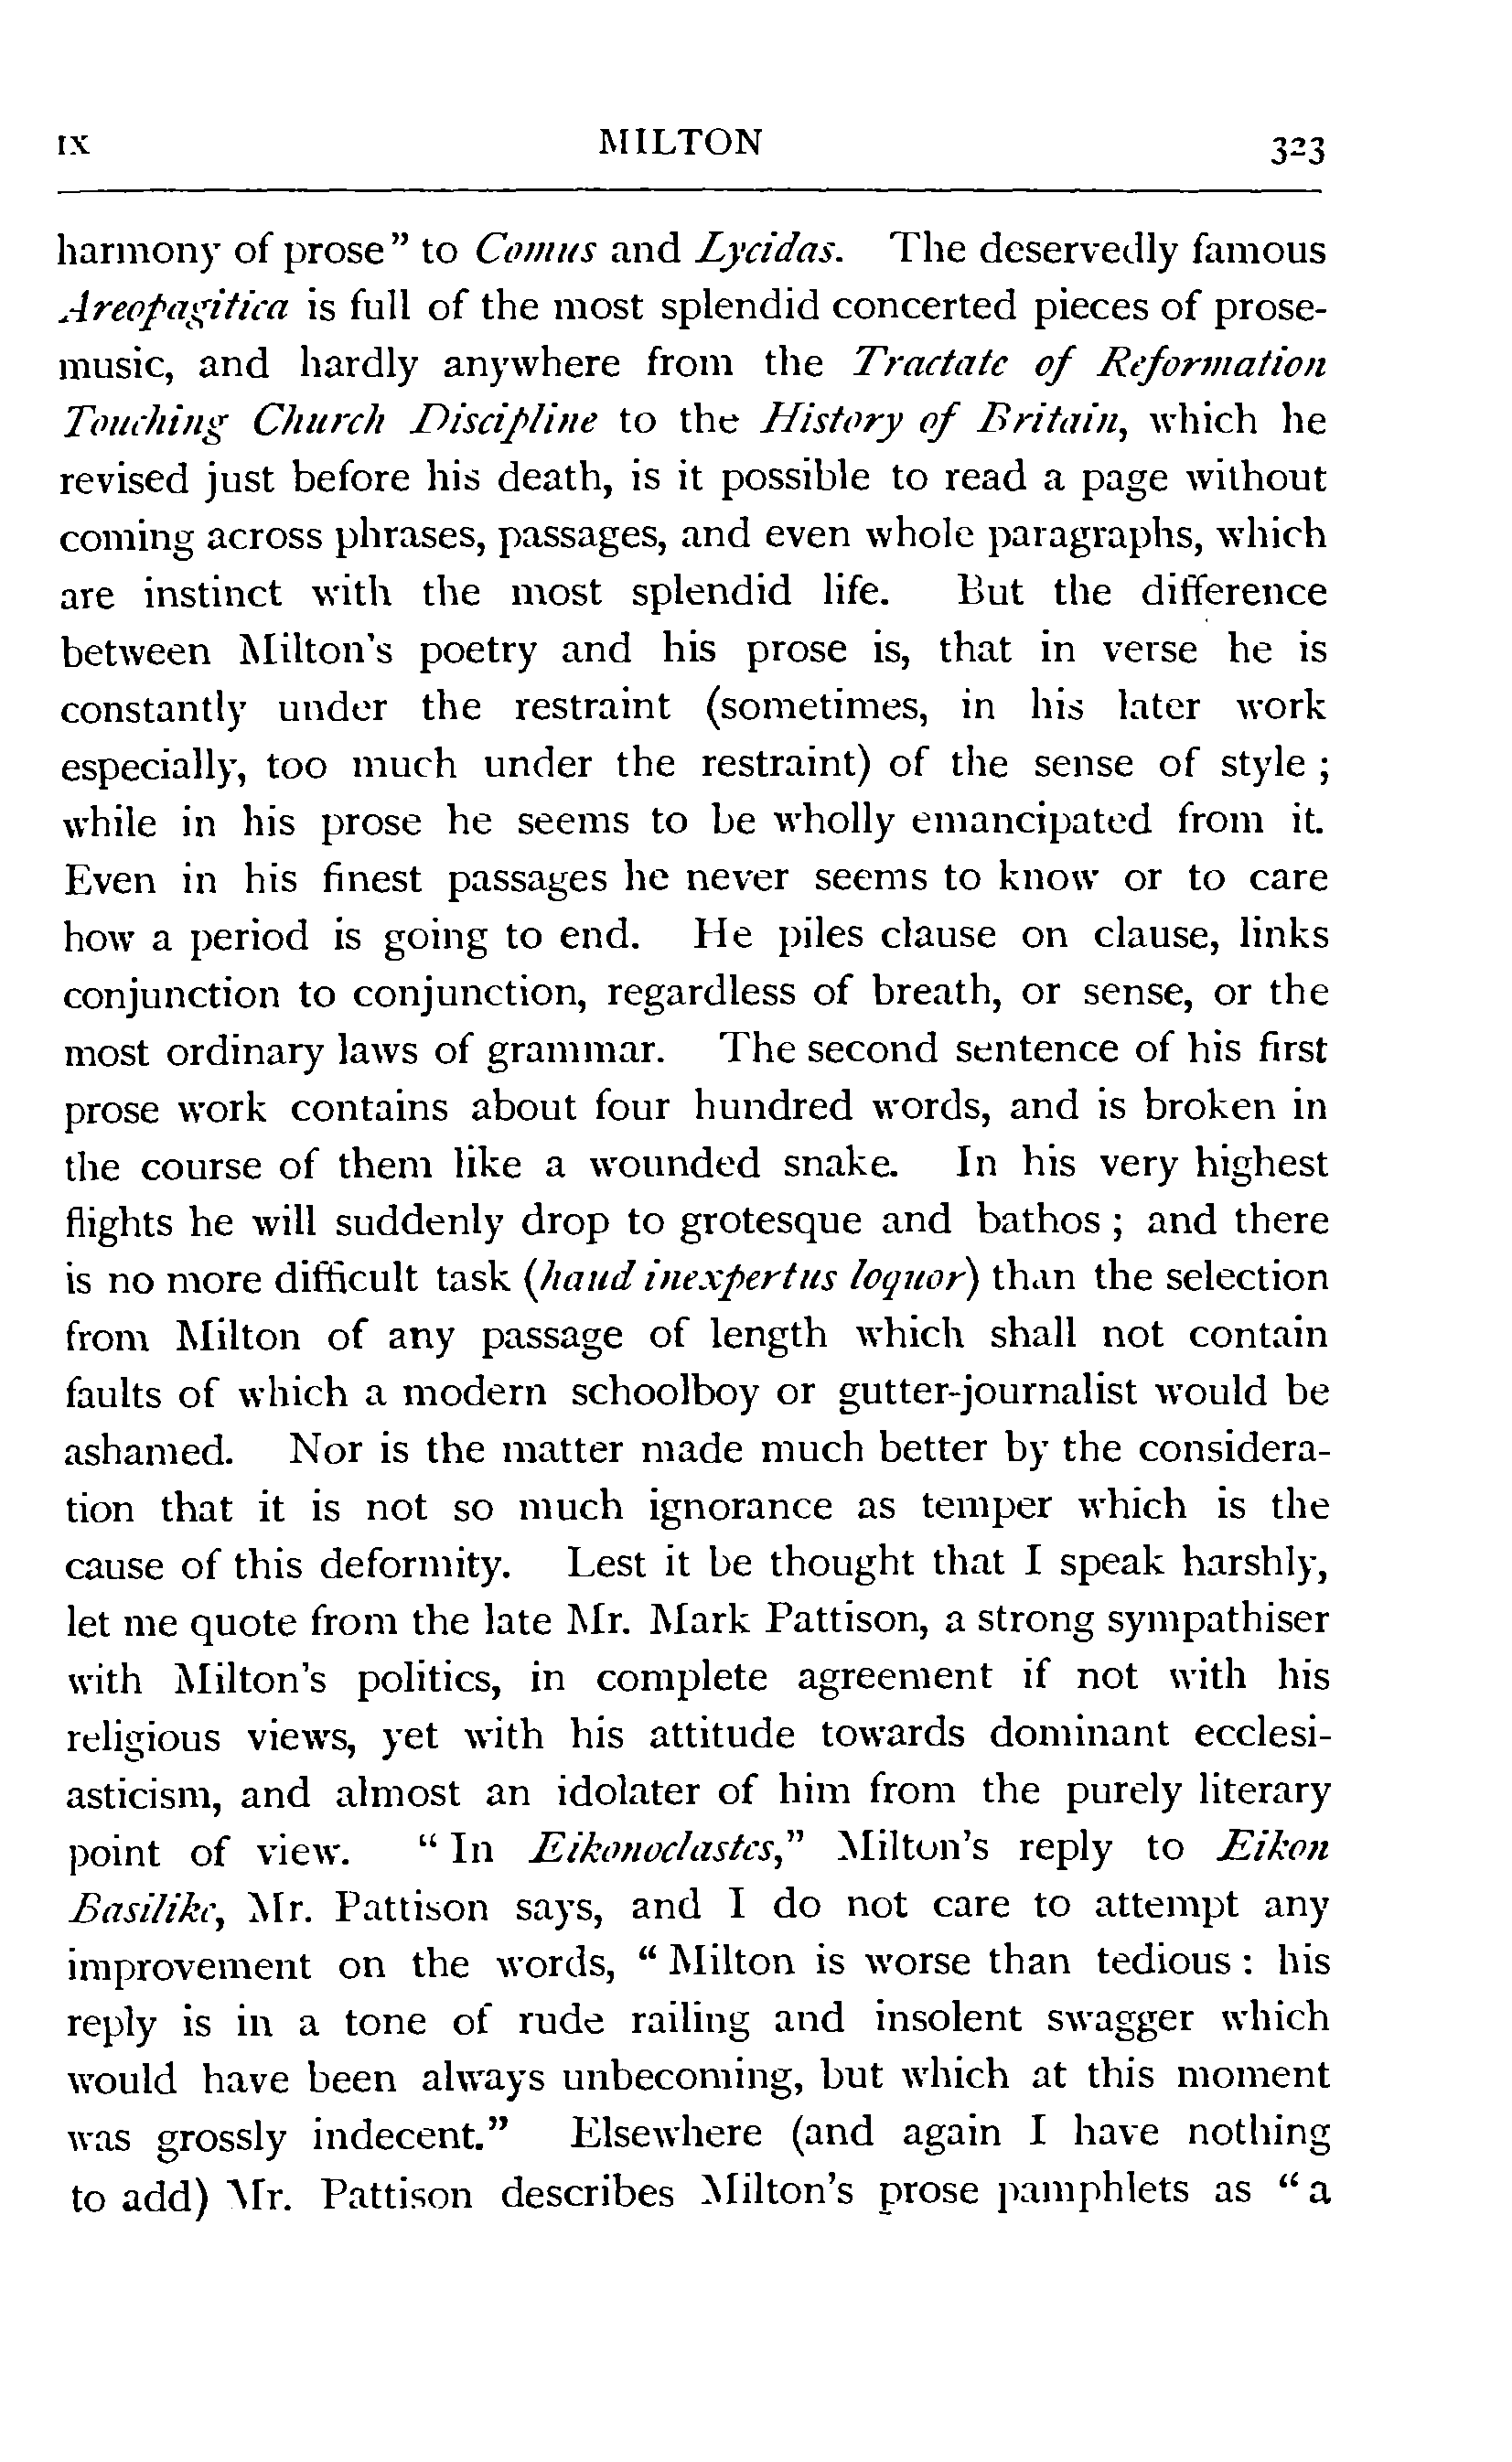 IX MILTON 323
harmony of prose" to Comus and Lycidas. The deservedly famous
Areopagitica is full of the most splendid concerted pieces of prose-
music, and hardly anywhere from the Tractate of Reformation
Touching Church Discipline to the History of Britain, which he
revised just before his death, is it possible to read a page without
coming across phrases, passages, and even whole paragraphs, which
are instinct with the most splendid life. But the difference
between Milton's poetry and his prose is, that in verse he is
constantly under the restraint (sometimes, in his later work
especially, too much under the restraint) of the sense of style ;
while in his prose he seems to be wholly emancipated from it.
Even in his finest passages he never seems to know or to care
how a period is going to end. He piles clause on clause, links
conjunction to conjunction, regardless of breath, or sense, or the
most ordinary laws of grammar. The second sentence of his first
prose work contains about four hundred words, and is broken in
the course of them like a wounded snake. In his very highest
flights he will suddenly drop to grotesque and bathos ; and there
is no more difficult task (haud inexpertus loquor) than the selection
from Milton of any passage of length which shall not contain
faults of which a modern schoolboy or gutter-journalist would be
ashamed. Nor is the matter made much better by the considera-
tion that it is not so much ignorance as temper which is the
cause of this deformity. Lest it be thought that I speak harshly,
let me quote from the late Mr. Mark Pattison, a strong sympathiser
with Milton's politics, in complete agreement if not with his
religious views, yet with his attitude towards dominant ecclesi-
asticism, and almost an idolater of him from the purely literary
point of view. "In Eikonoclastes," Milton's reply to Eikon
Basilike, Mr. Pattison says, and I do not care to attempt any
improvement on the words, "Milton is worse than tedious : his
reply is in a tone of rude railing and insolent swagger which
would have been always unbecoming, but which at this moment
was grossly indecent." Elsewhere (and again I have nothing
to add) Mr. Pattison describes Milton's prose pamphlets as "a